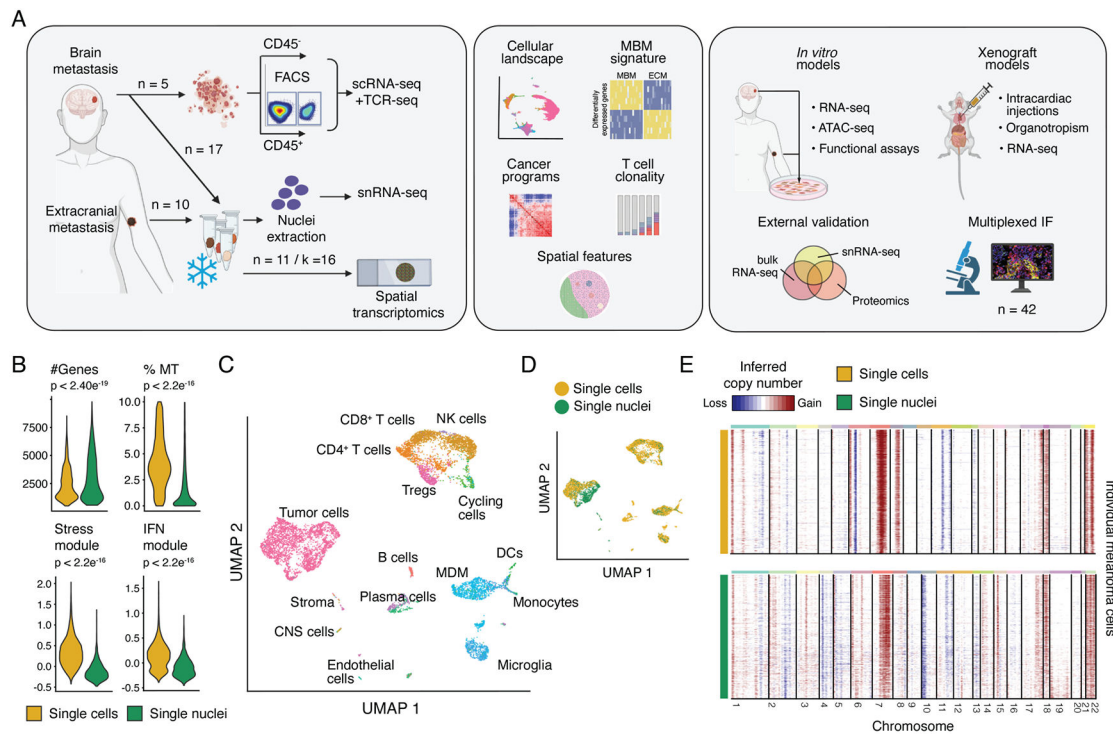 A
Brain
metastasis
n = 5
CD45-
FACS
CD45+
scRNA-seq
+TCR-seq
n = 17
Extracranial
metastasis
n = 10
Nuclei
extraction
snRNA-seq
n = 11 / k =16
Spatial
transcriptomics
Cellular
landscape
MBM
signature
MBM ECM
Differentially
expressed genes
Cancer
programs
T cell
clonality
Spatial features
In vitro
models
RNA-seq
ATAC-seq
Functional assays
Xenograft
models
Intracardiac
injections
Organotropism
RNA-seq
External validation
snRNA-seq
bulk
RNA-seq
Proteomics
Multiplexed IF
n = 42
B
#Genes
p < 2.40e-19
7500
5000
2500
% MT
p < 2.2e-16
10.0
7.5
5.0
2.5
0.0
Stress
module
p < 2.2e-16
2.0
1.5
1.0
0.5
0.0
-0.5
IFN
module
p < 2.2e-16
1.5
1.0
0.5
0.0
-0.5
Single cells
Single nuclei
C
CD8+ T cells
NK cells
CD4+ T cells
Tregs
Cycling
cells
Tumor cells
B cells
DCs
MDM
Plasma cells
Monocytes
Stroma
CNS cells
Endothelial
cells
Microglia
UMAP 2
UMAP 1
D
Single cells
Single nuclei
UMAP 2
UMAP 1
E
Inferred
copy number
Loss
Gain
Single cells
Single nuclei
Individual melanoma cells
1 2 3 4 5 6 7 8 9 10 11 12 13 14 15 16 17 18 19 20 21 22
Chromosome